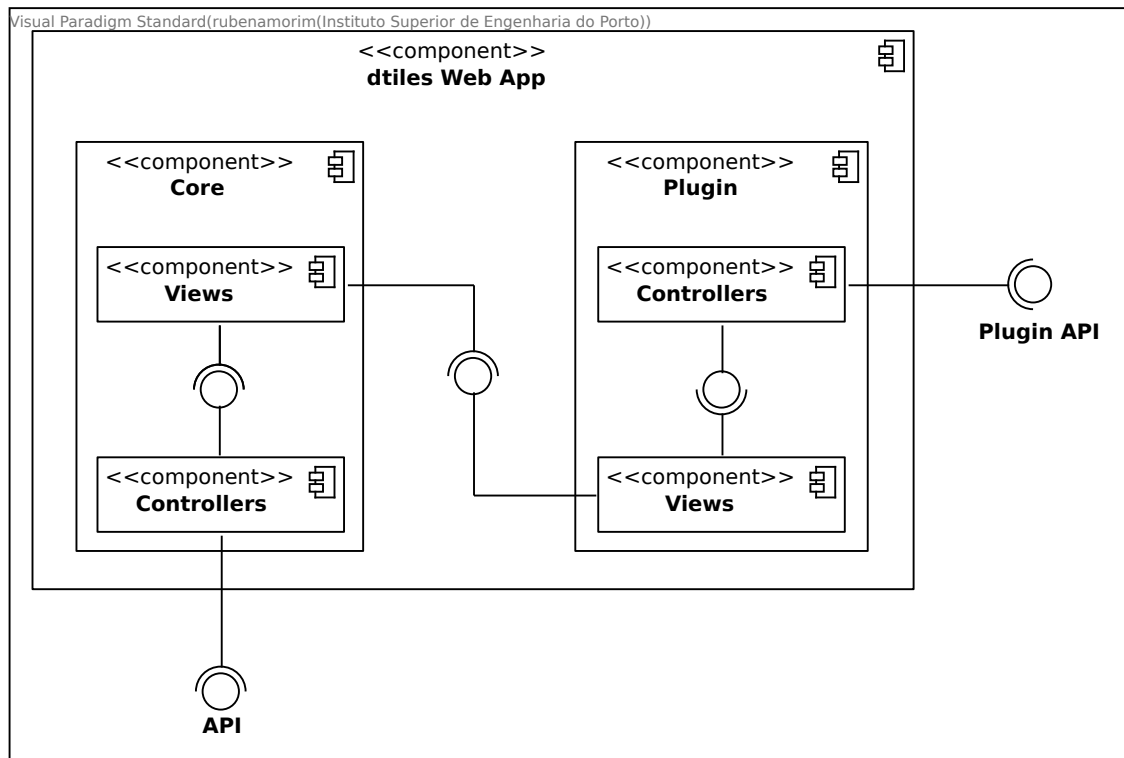 Visual Paradigm Standard(rubenamorim(Instituto Superior de Engenharia do Porto))
<<component>>
dtiles Web App
<<component>>
Core
<<component>>
Views
<<component>>
Controllers
<<component>>
Plugin
<<component>>
Controllers
<<component>>
Views
Plugin API
API